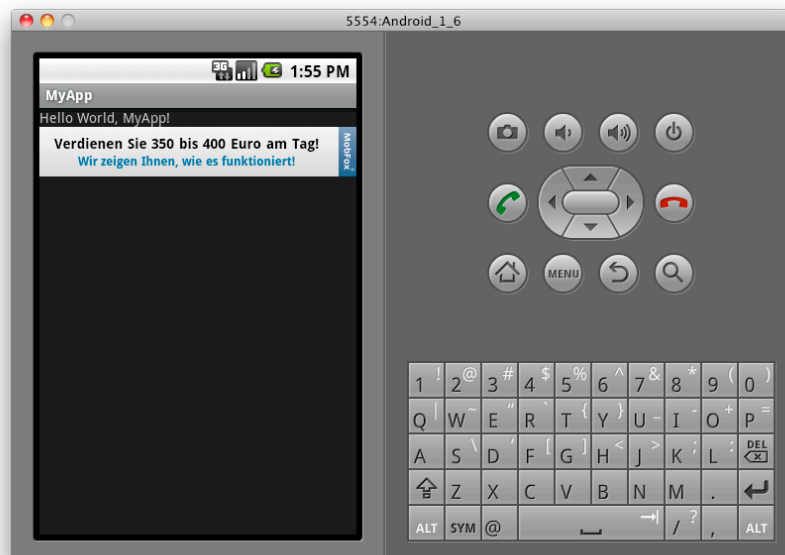 5554:Android_1_6
3G 1:55 PM
MyApp
Hello World, MyApp!
Verdienen Sie 350 bis 400 Euro am Tag!
Wir zeigen Ihnen, wie es funktioniert!
MobFox
MENU
1 ! 2 @ 3 # 4 $ 5 % 6 ^ 7 & 8 * 9 ( 0 )
Q | W ~ E " R ` T { Y } U _ I - O + P =
A S \ D ' F [ G ] H < J > K ; L : DEL
Z X C V B N M .
ALT SYM @ / ? , ALT